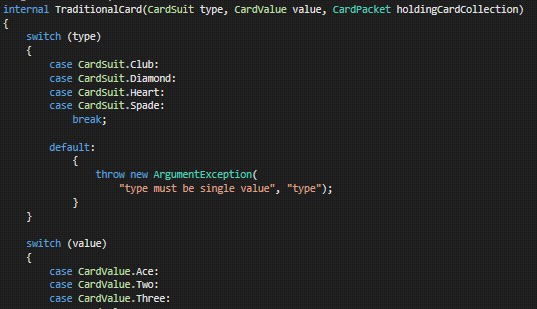 internal TraditionalCard(CardSuit type, CardValue value, CardPacket holdingCardCollection)
{
    switch (type)
    {
        case CardSuit.Club:
        case CardSuit.Diamond:
        case CardSuit.Heart:
        case CardSuit.Spade:
            break;

        default:
            {
                throw new ArgumentException(
                    "type must be single value", "type");
            }
    }

    switch (value)
    {
        case CardValue.Ace:
        case CardValue.Two:
        case CardValue.Three: